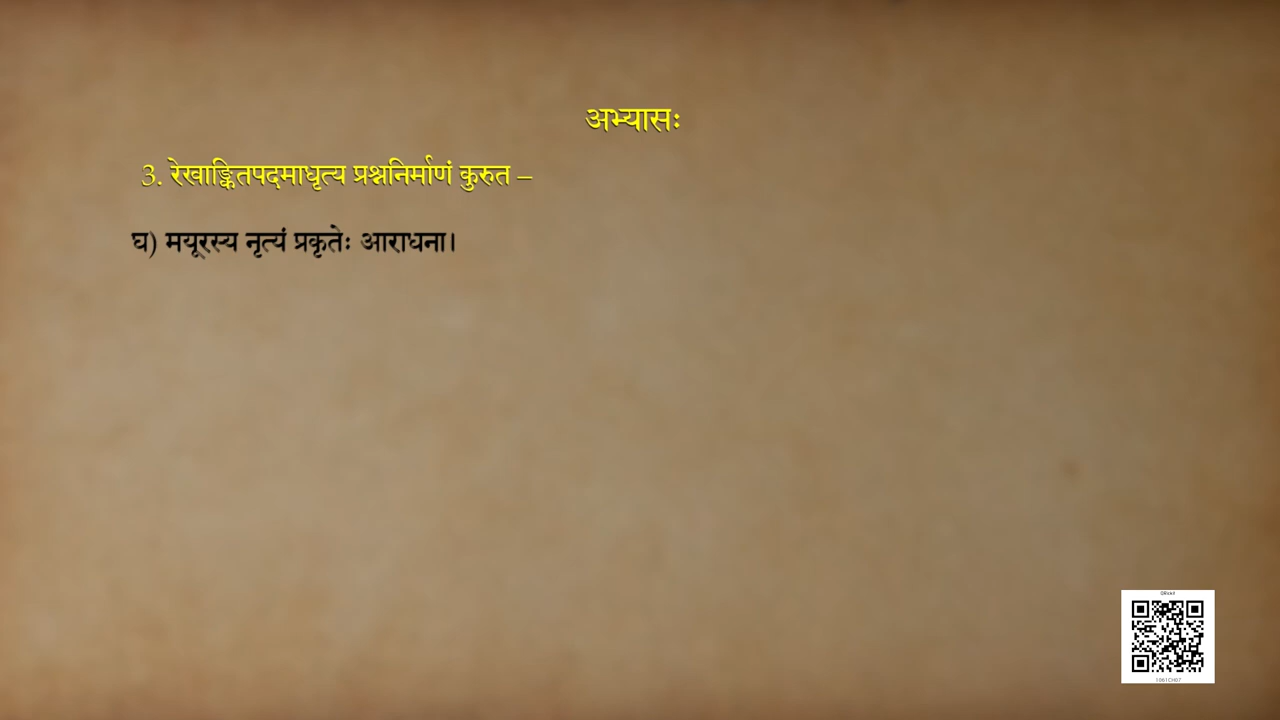 अभ्यासः
3. रेखाङ्कितपदमाधृत्य प्रश्ननिर्माणं कुरुत –
घ) मयूरस्य नृत्यं प्रकृतेः आराधना।